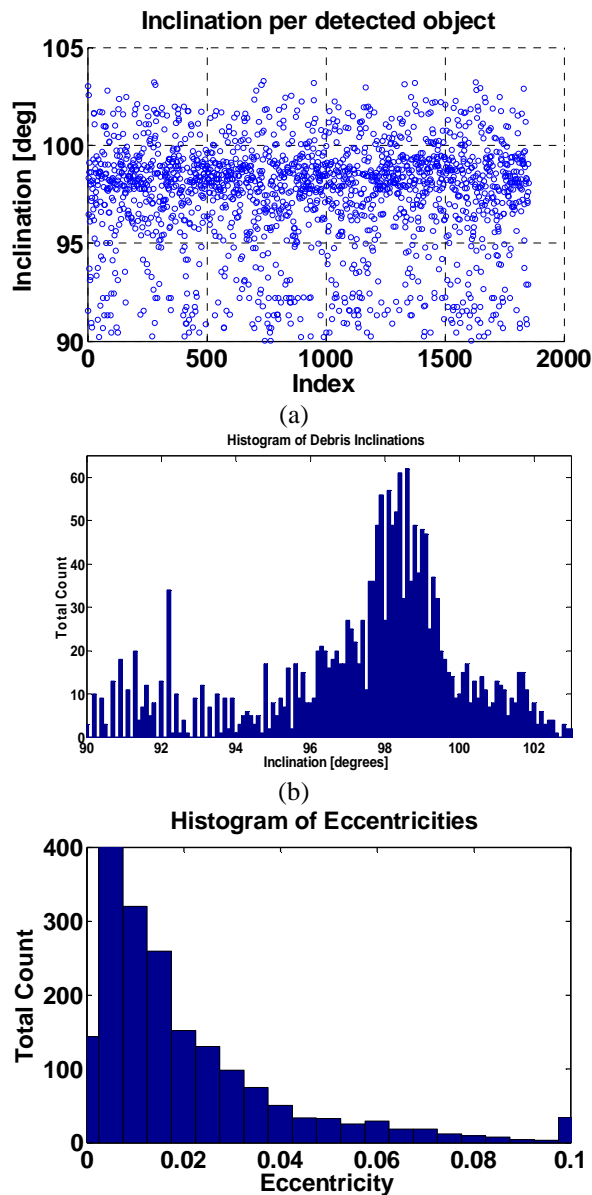 Inclination per detected object
105
100
95
90
Inclination [deg]
0 500 1000 1500 2000
Index
(a)
Histogram of Debris Inclinations
60
50
40
30
20
10
0
Total Count
90 92 94 96 98 100 102
Inclination [degrees]
(b)
Histogram of Eccentricities
400
300
200
100
0
Total Count
0 0.02 0.04 0.06 0.08 0.1
Eccentricity